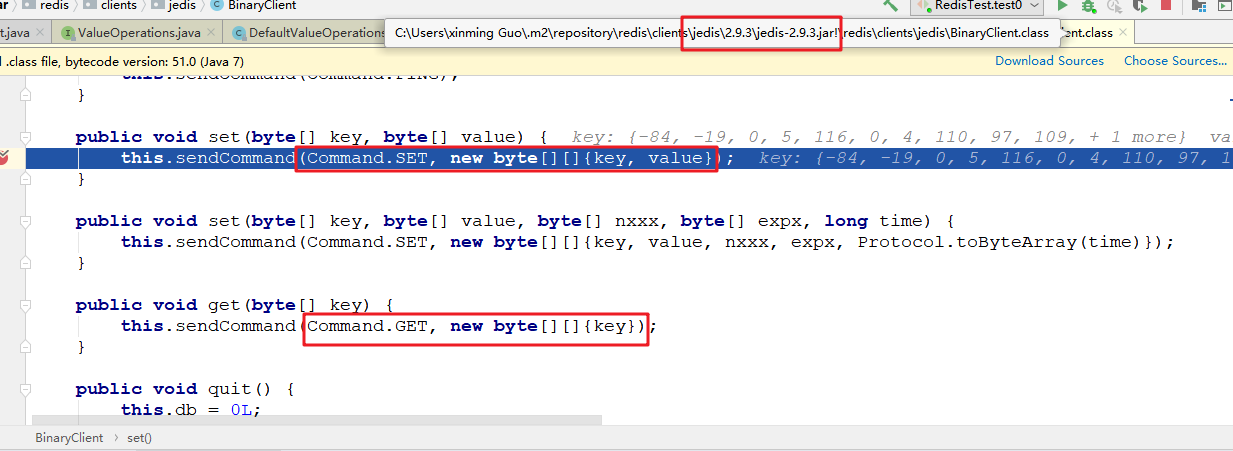 ar redis clients jedis BinaryClient RedisTest.test0
t.java ValueOperations.java DefaultValueOperations ent.class
C:\Users\xinming Guo\.m2\repository\redis\clients\jedis\2.9.3\jedis-2.9.3.jar!\redis\clients\jedis\BinaryClient.class
.class file, bytecode version: 51.0 (Java 7) Download Sources Choose Sources...
this.sendCommand(Command.PING);
}
public void set(byte[] key, byte[] value) { key: {-84, -19, 0, 5, 116, 0, 4, 110, 97, 109, + 1 more} va
this.sendCommand(Command.SET, new byte[][]{key, value}); key: {-84, -19, 0, 5, 116, 0, 4, 110, 97, 1
}
public void set(byte[] key, byte[] value, byte[] nxxx, byte[] expx, long time) {
this.sendCommand(Command.SET, new byte[][]{key, value, nxxx, expx, Protocol.toByteArray(time)});
}
public void get(byte[] key) {
this.sendCommand(Command.GET, new byte[][]{key});
}
public void quit() {
this.db = 0L;
BinaryClient set()